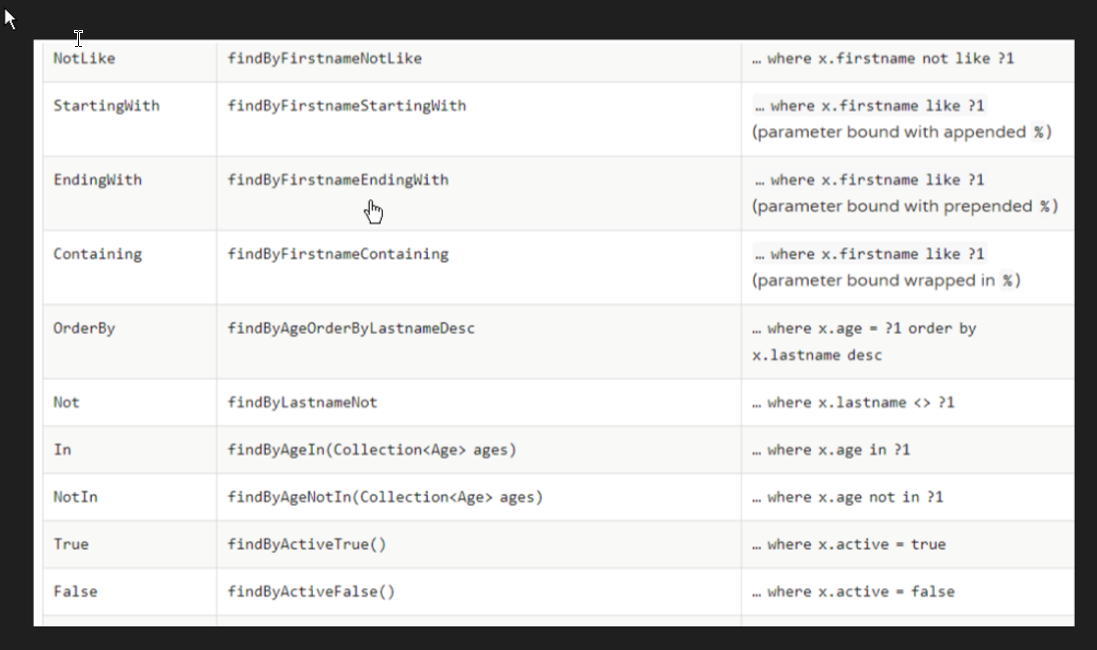 NotLike findByFirstnameNotLike … where x.firstname not like ?1
StartingWith findByFirstnameStartingWith … where x.firstname like ?1
(parameter bound with appended %)
EndingWith findByFirstnameEndingWith … where x.firstname like ?1
(parameter bound with prepended %)
Containing findByFirstnameContaining … where x.firstname like ?1
(parameter bound wrapped in %)
OrderBy findByAgeOrderByLastnameDesc … where x.age = ?1 order by
x.lastname desc
Not findByLastnameNot … where x.lastname <> ?1
In findByAgeIn(Collection<Age> ages) … where x.age in ?1
NotIn findByAgeNotIn(Collection<Age> ages) … where x.age not in ?1
True findByActiveTrue() … where x.active = true
False findByActiveFalse() … where x.active = false